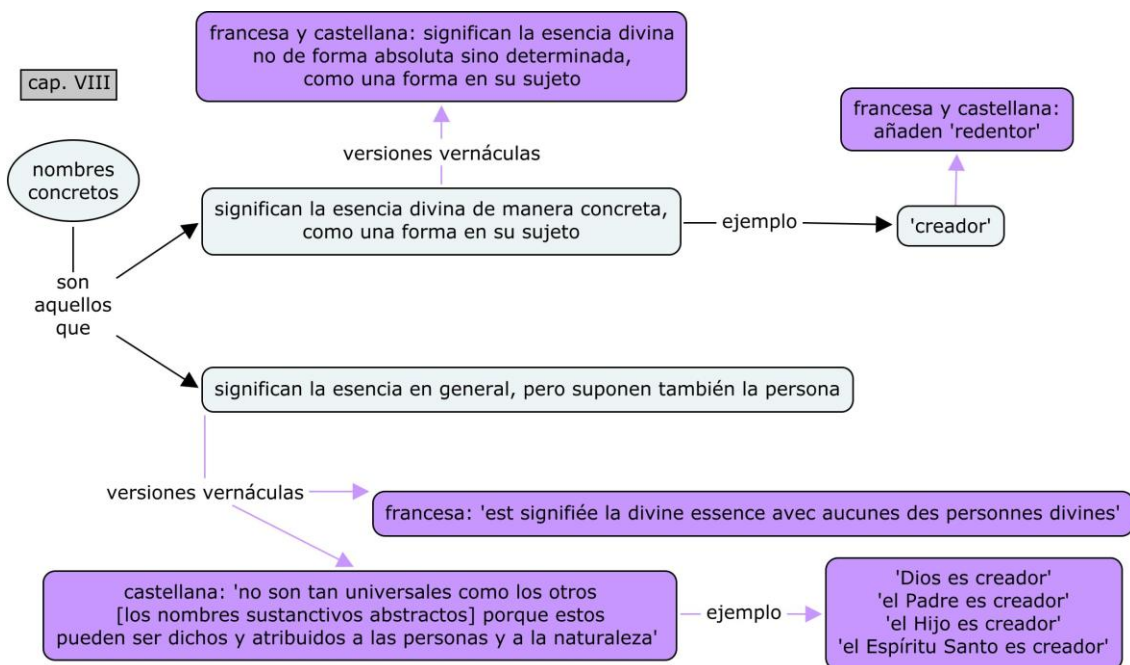 cap. VIII
francesa y castellana: significan la esencia divina
no de forma absoluta sino determinada,
como una forma en su sujeto
francesa y castellana:
añaden 'redentor'
versiones vernáculas
nombres
concretos
significan la esencia divina de manera concreta,
como una forma en su sujeto
ejemplo
'creador'
son
aquellos
que
significan la esencia en general, pero suponen también la persona
versiones vernáculas
francesa: 'est signifiée la divine essence avec aucunes des personnes divines'
castellana: 'no son tan universales como los otros
[los nombres sustanctivos abstractos] porque estos
pueden ser dichos y atribuidos a las personas y a la naturaleza'
ejemplo
'Dios es creador'
'el Padre es creador'
'el Hijo es creador'
'el Espíritu Santo es creador'